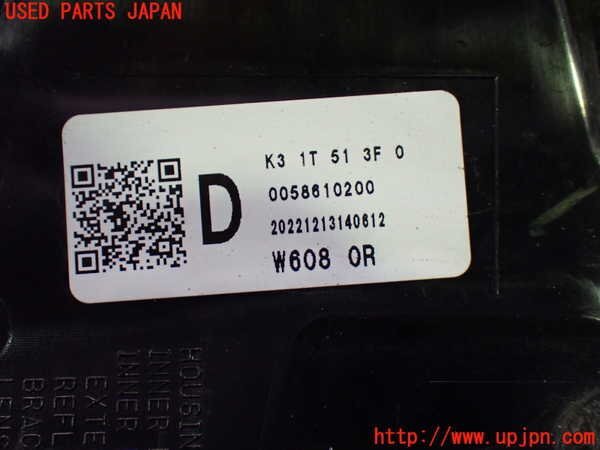 USED PARTS JAPAN
K3 1T 51 3F 0
D
0058610200
20221213140612
W608 0R
HOUSIN
INNER
INNER
EXTE
REFL
BRAC
LENS
http://www.upjpn.com/